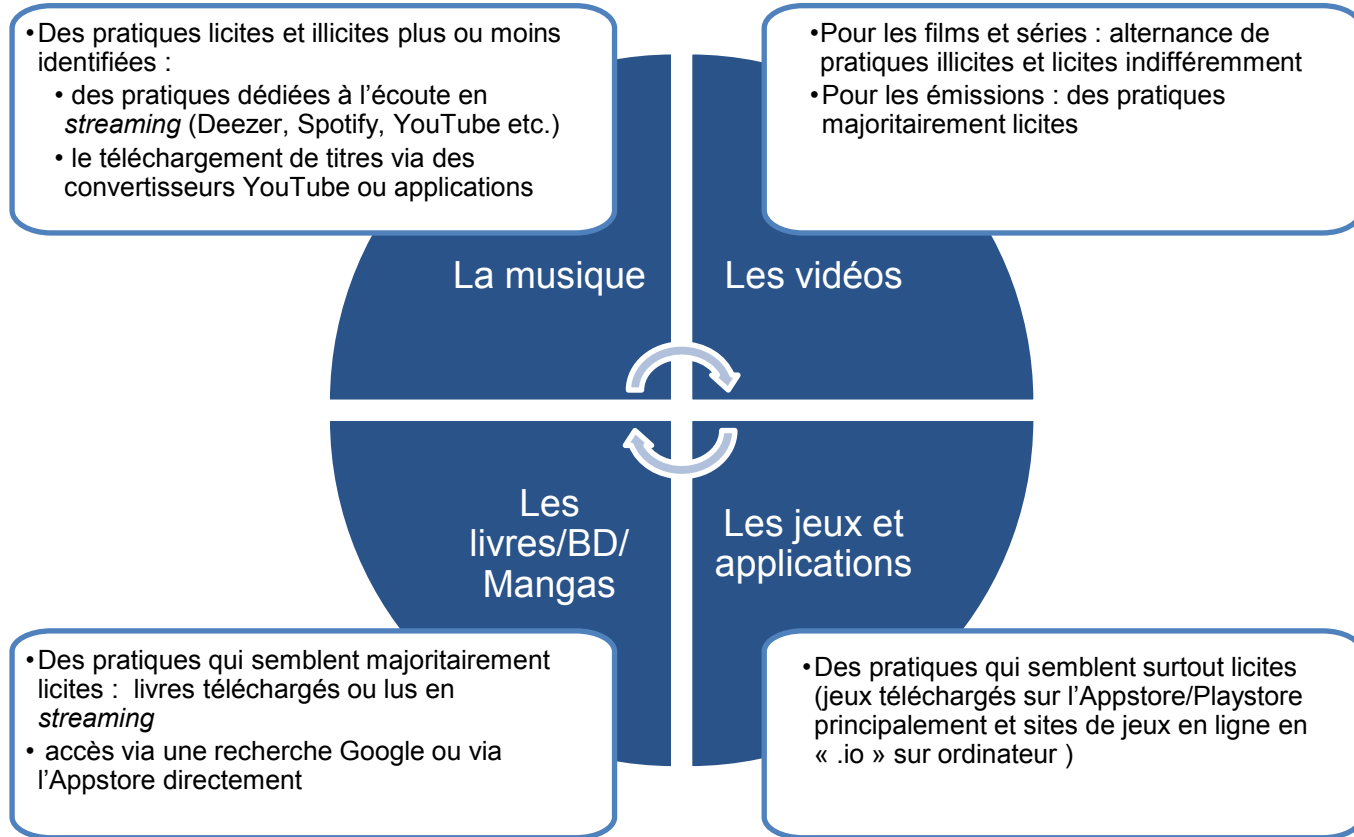 •Des pratiques licites et illicites plus ou moins
identifiées :
• des pratiques dédiées à l’écoute en
streaming (Deezer, Spotify, YouTube etc.)
• le téléchargement de titres via des
convertisseurs YouTube ou applications
•Pour les films et séries : alternance de
pratiques illicites et licites indifféremment
•Pour les émissions : des pratiques
majoritairement licites
La musique
Les vidéos
Les
livres/BD/
Mangas
Les jeux et
applications
•Des pratiques qui semblent majoritairement
licites : livres téléchargés ou lus en
streaming
• accès via une recherche Google ou via
l’Appstore directement
•Des pratiques qui semblent surtout licites
(jeux téléchargés sur l’Appstore/Playstore
principalement et sites de jeux en ligne en
« .io » sur ordinateur )